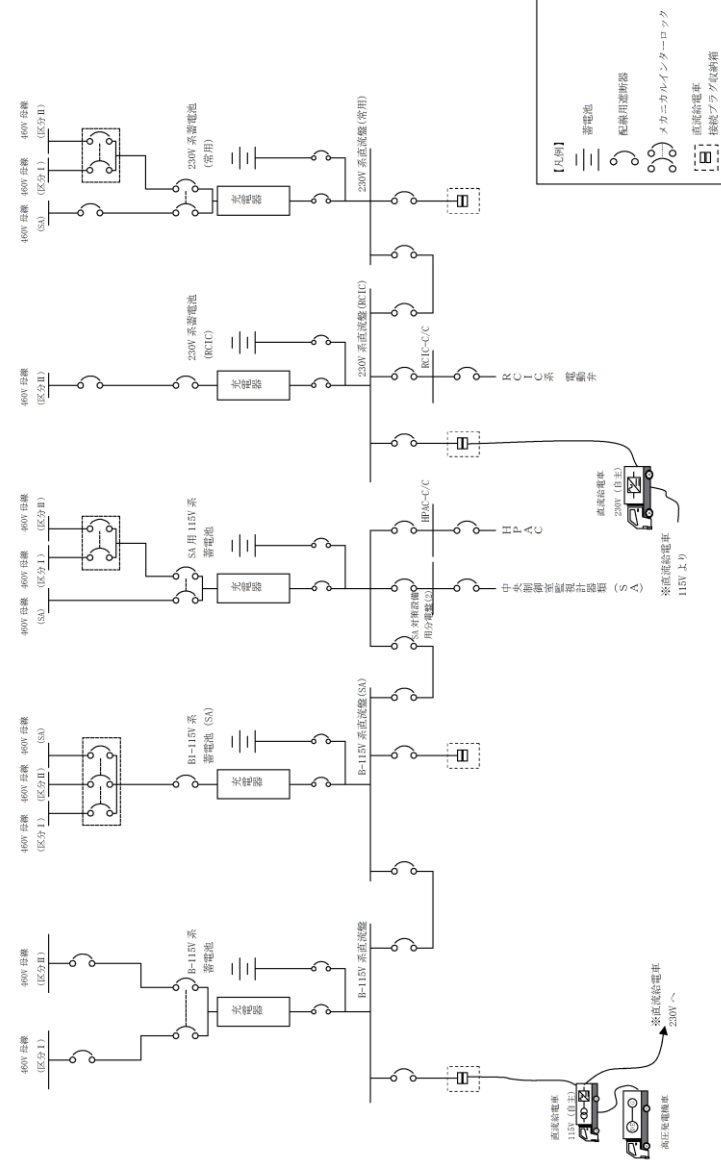 460V 母線
(区分Ⅰ)
460V 母線
(区分Ⅱ)
B-115V 系
蓄電池
充電器
B-115V 系直流盤
直流給電車
115V (自主)
高圧発電機車
※直流給電車
230V へ
460V 母線
(区分Ⅰ)
460V 母線
(区分Ⅱ)
460V 母線
(SA)
B1-115V 系
蓄電池 (SA)
充電器
B-115V 系直流盤(SA)
460V 母線
(SA)
460V 母線
(区分Ⅰ)
460V 母線
(区分Ⅱ)
SA 用 115V 系
蓄電池
充電器
SA 対策設備
用分電盤(2)
中央制御室監視計器類(SA)
HPAC-C/C
HPAC
460V 母線
(区分Ⅱ)
230V 系蓄電池
(RCIC)
充電器
230V 系直流盤(RCIC)
RCIC-C/C
RCIC系 電動弁
直流給電車
230V (自主)
※直流給電車
115V より
460V 母線
(SA)
460V 母線
(区分Ⅰ)
460V 母線
(区分Ⅱ)
230V 系蓄電池
(常用)
充電器
230V 系直流盤(常用)
【凡例】
蓄電池
配線用遮断器
メカニカルインターロック
直流給電車
接続プラグ収納箱